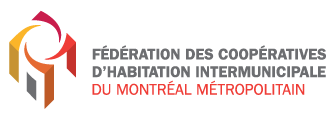 FÉDÉRATION DES COOPÉRATIVES
D'HABITATION INTERMUNICIPALE
DU MONTRÉAL MÉTROPOLITAIN